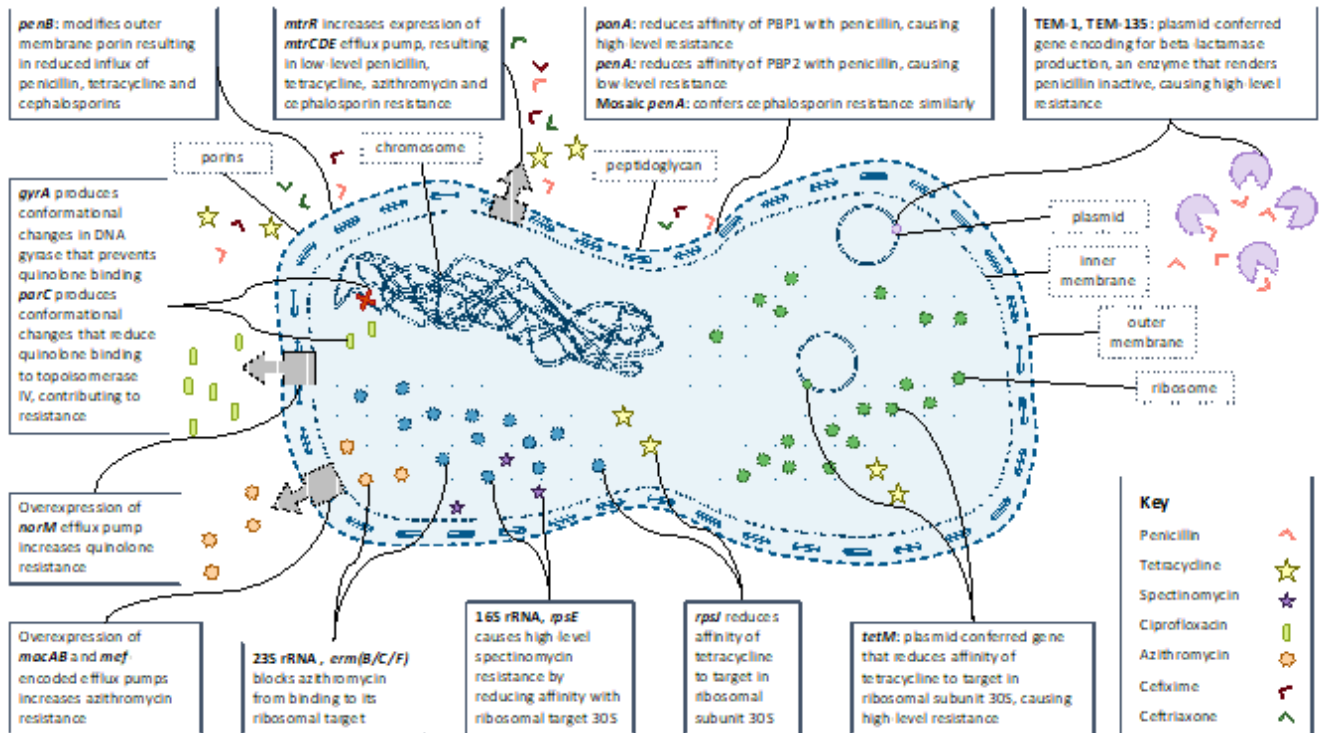 penB: modifies outer
membrane porin resulting
in reduced influx of
penicillin, tetracycline and
cephalosporins
mtrR increases expression of
mtrCDE efflux pump, resulting
in low-level penicillin,
tetracycline, azithromycin and
cephalosporin resistance
ponA: reduces affinity of PBP1 with penicillin, causing
high-level resistance
penA: reduces affinity of PBP2 with penicillin, causing
low-level resistance
Mosaic penA: confers cephalosporin resistance similarly
TEM-1, TEM-135: plasmid conferred
gene encoding for beta-lactamase
production, an enzyme that renders
penicillin inactive, causing high-level
resistance
porins
chromosome
peptidoglycan
plasmid
inner
membrane
outer
membrane
ribosome
gyrA produces
conformational
changes in DNA
gyrase that prevents
quinolone binding
parC produces
conformational
changes that reduce
quinolone binding
to topoisomerase
IV, contributing to
resistance
Overexpression of
norM efflux pump
increases quinolone
resistance
Overexpression of
macAB and mef-
encoded efflux pumps
increases azithromycin
resistance
23S rRNA , erm(B/C/F)
blocks azithromycin
from binding to its
ribosomal target
16S rRNA, rpsE
causes high-level
spectinomycin
resistance by
reducing affinity with
ribosomal target 30S
rpsJ reduces
affinity of
tetracycline
to target in
ribosomal
subunit 30S
tetM: plasmid conferred gene
that reduces affinity of
tetracycline to target in
ribosomal subunit 30S, causing
high-level resistance
Key
Penicillin
Tetracycline
Spectinomycin
Ciprofloxacin
Azithromycin
Cefixime
Ceftriaxone